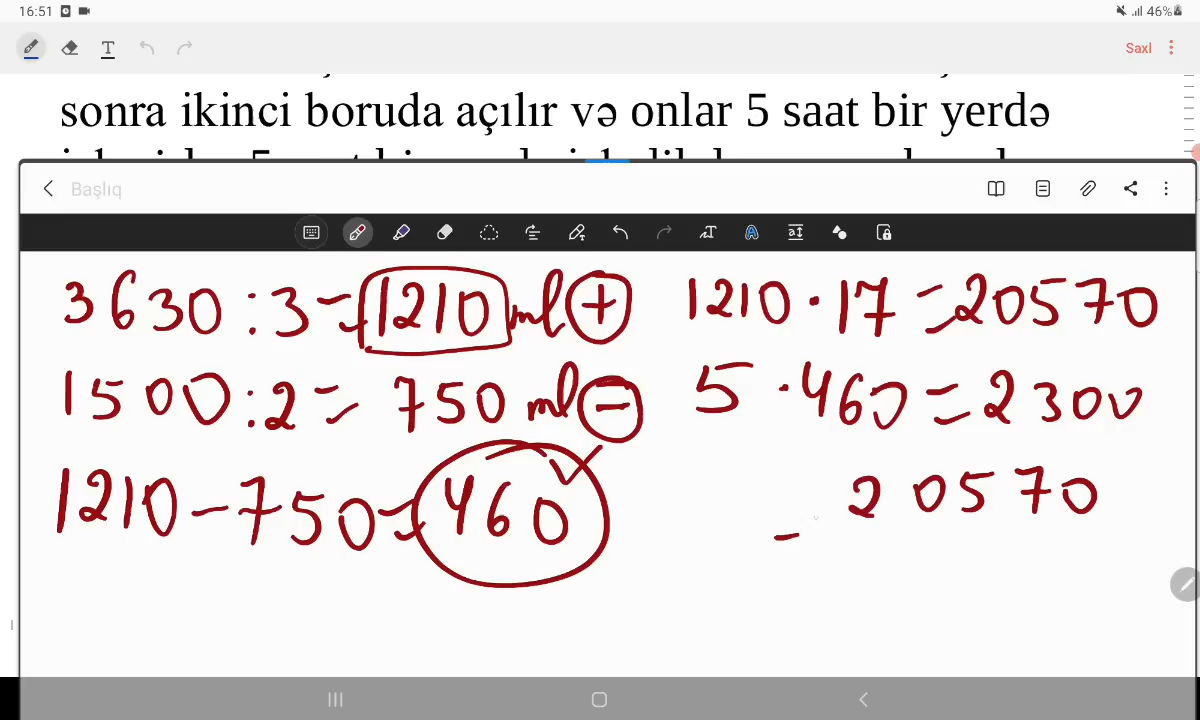 16:51 46%
T Saxl
sonra ikinci boruda açılır və onlar 5 saat bir yerdə
Başlıq
3630:3=1210 ml +
1500:2=750 ml -
1210-750=460
1210·17=20570
5·460=2300
- 20570